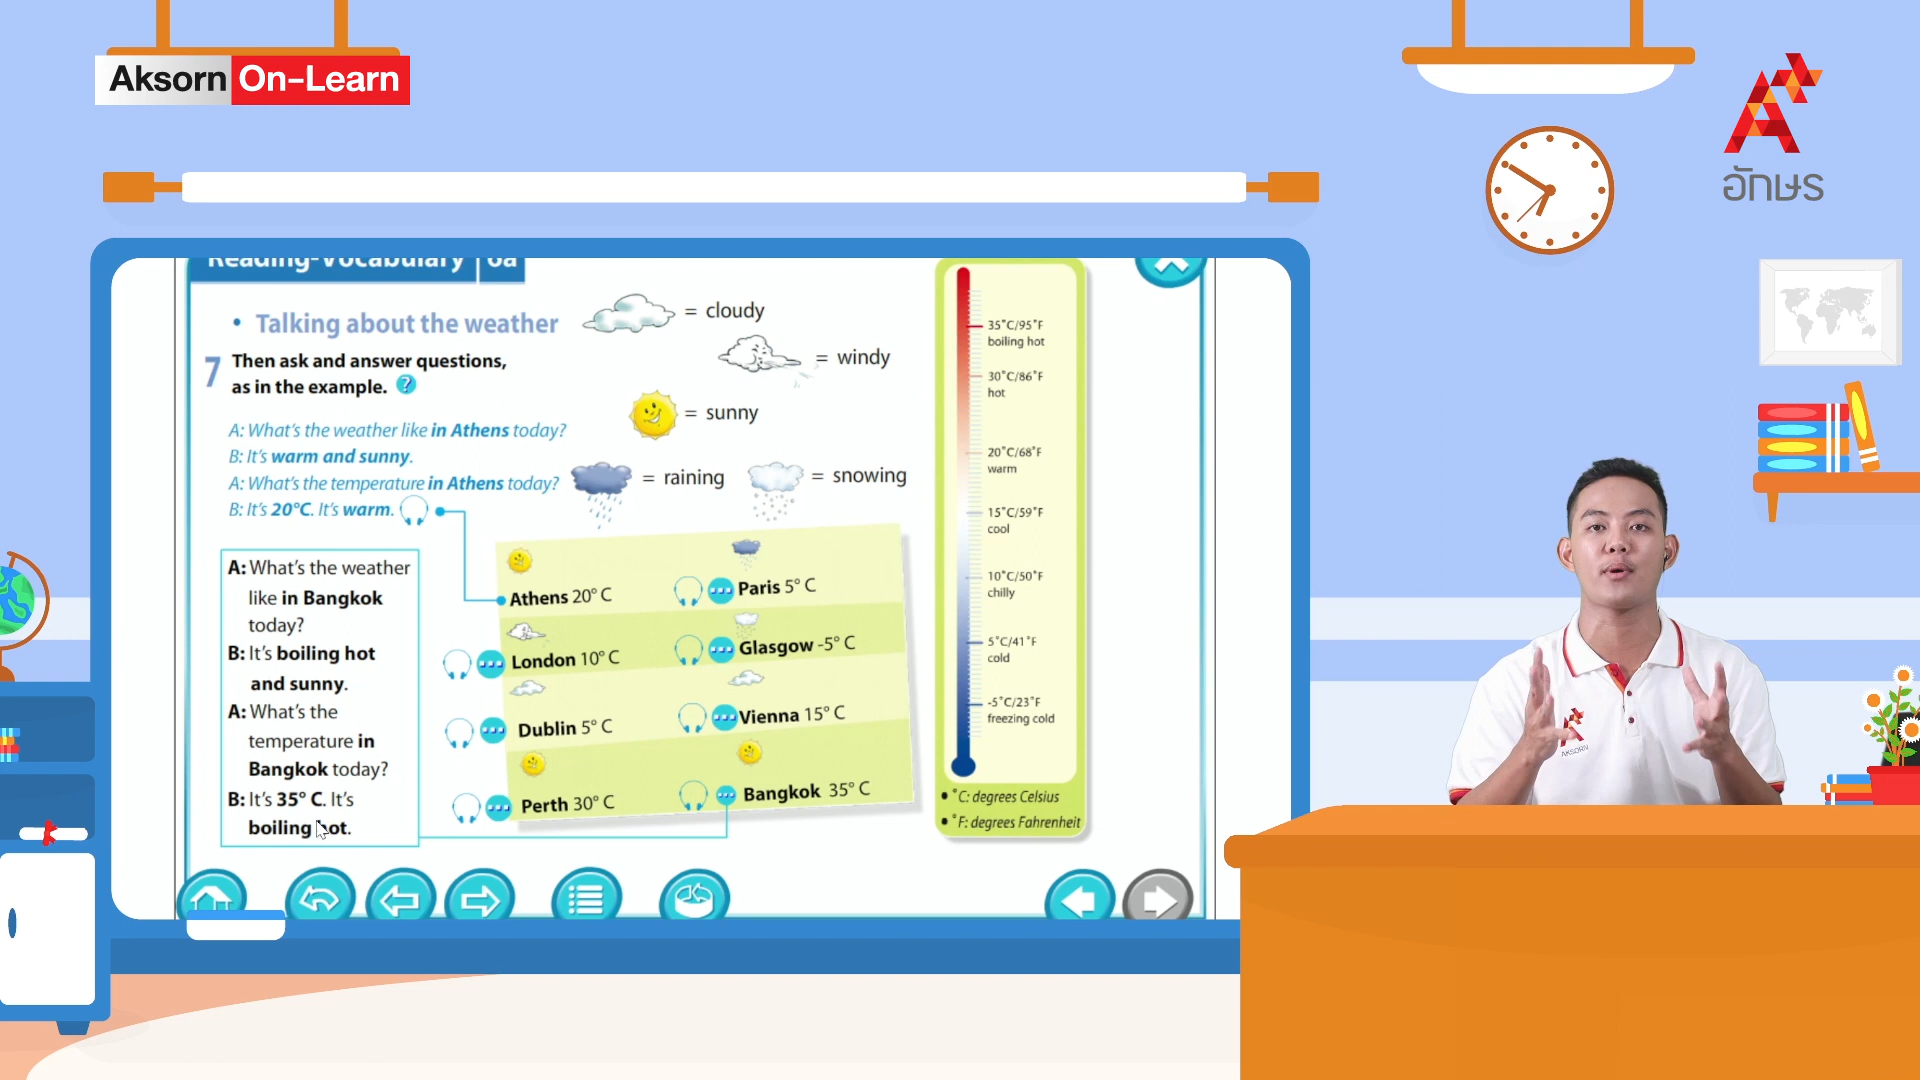 Aksorn On-Learn
อักษร
Reading-Vocabulary 6a
• Talking about the weather
7 Then ask and answer questions,
as in the example. ?
A: What's the weather like in Athens today?
B: It's warm and sunny.
A: What's the temperature in Athens today?
B: It's 20°C. It's warm.
= cloudy
= windy
= sunny
= raining
= snowing
A: What's the weather
like in Bangkok
today?
B: It's boiling hot
and sunny.
A: What's the
temperature in
Bangkok today?
B: It's 35° C. It's
boiling hot.
Athens 20° C
Paris 5° C
London 10° C
Glasgow -5° C
Dublin 5° C
Vienna 15° C
Perth 30° C
Bangkok 35° C
35°C/95°F
boiling hot
30°C/86°F
hot
20°C/68°F
warm
15°C/59°F
cool
10°C/50°F
chilly
5°C/41°F
cold
-5°C/23°F
freezing cold
• °C: degrees Celsius
• °F: degrees Fahrenheit
AKSORN